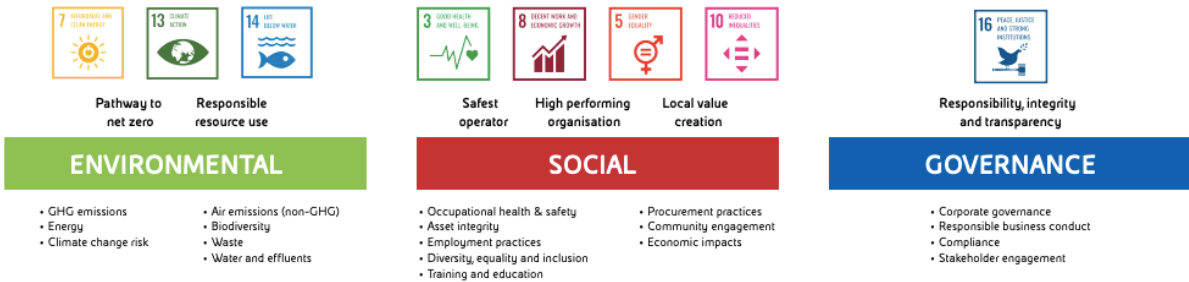 7 AFFORDABLE AND
CLEAN ENERGY
13 CLIMATE
ACTION
14 LIFE
BELOW WATER
Pathway to
net zero
Responsible
resource use
ENVIRONMENTAL
• GHG emissions
• Energy
• Climate change risk
• Air emissions (non-GHG)
• Biodiversity
• Waste
• Water and effluents
3 GOOD HEALTH
AND WELL BEING
8 DECENT WORK AND
ECONOMIC GROWTH
5 GENDER
EQUALITY
10 REDUCED
INEQUALITIES
Safest
operator
High performing
organisation
Local value
creation
SOCIAL
• Occupational health & safety
• Asset integrity
• Employment practices
• Diversity, equality and inclusion
• Training and education
• Procurement practices
• Community engagement
• Economic impacts
16 PEACE, JUSTICE
AND STRONG
INSTITUTIONS
Responsibility, integrity
and transparency
GOVERNANCE
• Corporate governance
• Responsible business conduct
• Compliance
• Stakeholder engagement